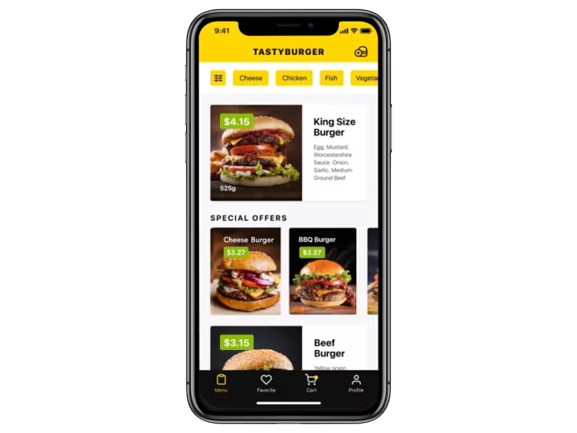 9:41
TASTYBURGER
Cheese
Chicken
Fish
Vegetar
$4.15
525g
King Size
Burger
Egg, Mustard,
Worcestershire
Sauce, Onion,
Garlic, Medium
Ground Beef
SPECIAL OFFERS
Cheese Burger
$3.27
BBQ Burger
$3.27
$3.15
Beef
Burger
Yellow onion,
Menu
Favorite
Cart
Profile